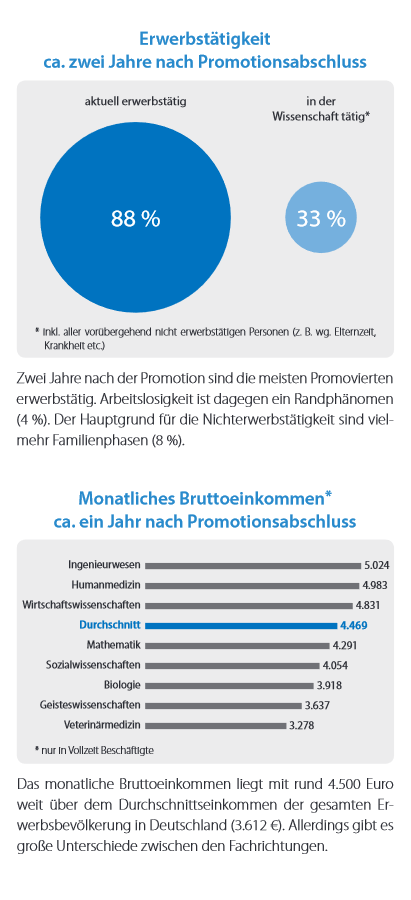 Erwerbstätigkeit
ca. zwei Jahre nach Promotionsabschluss
aktuell erwerbstätig
in der
Wissenschaft tätig*
88 %
33 %
* inkl. aller vorübergehend nicht erwerbstätigen Personen (z. B. wg. Elternzeit,
Krankheit etc.)
Zwei Jahre nach der Promotion sind die meisten Promovierten
erwerbstätig. Arbeitslosigkeit ist dagegen ein Randphänomen
(4 %). Der Hauptgrund für die Nichterwerbstätigkeit sind viel-
mehr Familienphasen (8 %).
Monatliches Bruttoeinkommen*
ca. ein Jahr nach Promotionsabschluss
Ingenieurwesen 5.024
Humanmedizin 4.983
Wirtschaftswissenschaften 4.831
Durchschnitt 4.469
Mathematik 4.291
Sozialwissenschaften 4.054
Biologie 3.918
Geisteswissenschaften 3.637
Veterinärmedizin 3.278
* nur in Vollzeit Beschäftigte
Das monatliche Bruttoeinkommen liegt mit rund 4.500 Euro
weit über dem Durchschnittseinkommen der gesamten Er-
werbsbevölkerung in Deutschland (3.612 €). Allerdings gibt es
große Unterschiede zwischen den Fachrichtungen.